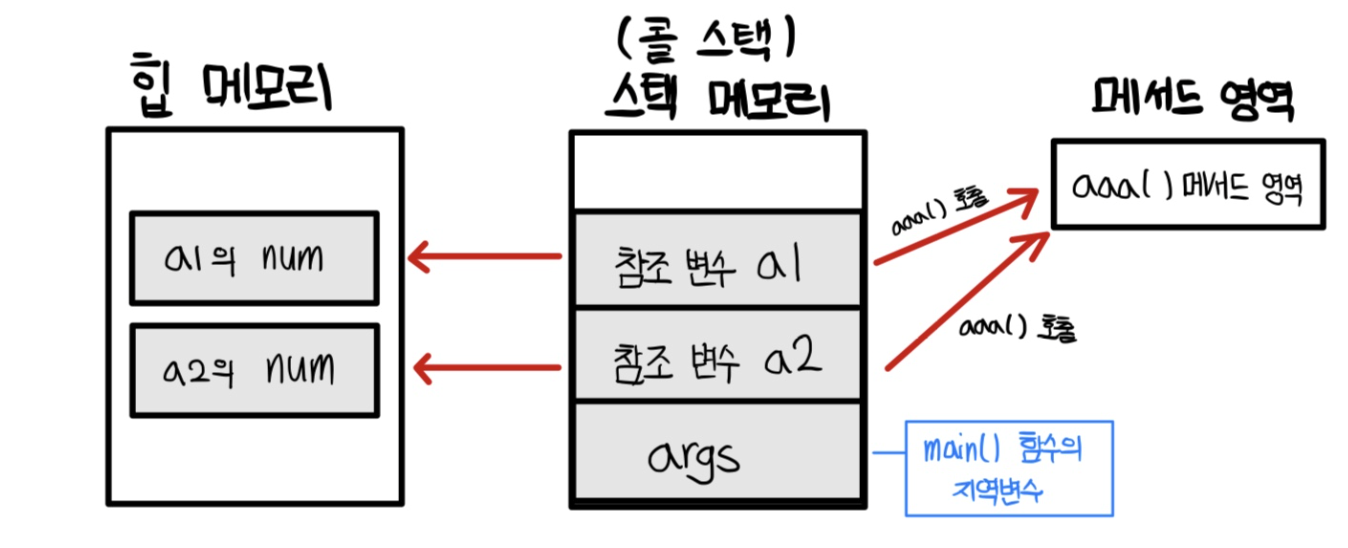 힙 메모리
a1의 num
a2의 num
(콜 스택)
스택 메모리
참조 변수 a1
참조 변수 a2
args
메서드 영역
aaa() 메서드 영역
aaa() 호출
aaa() 호출
main() 함수의
지역변수